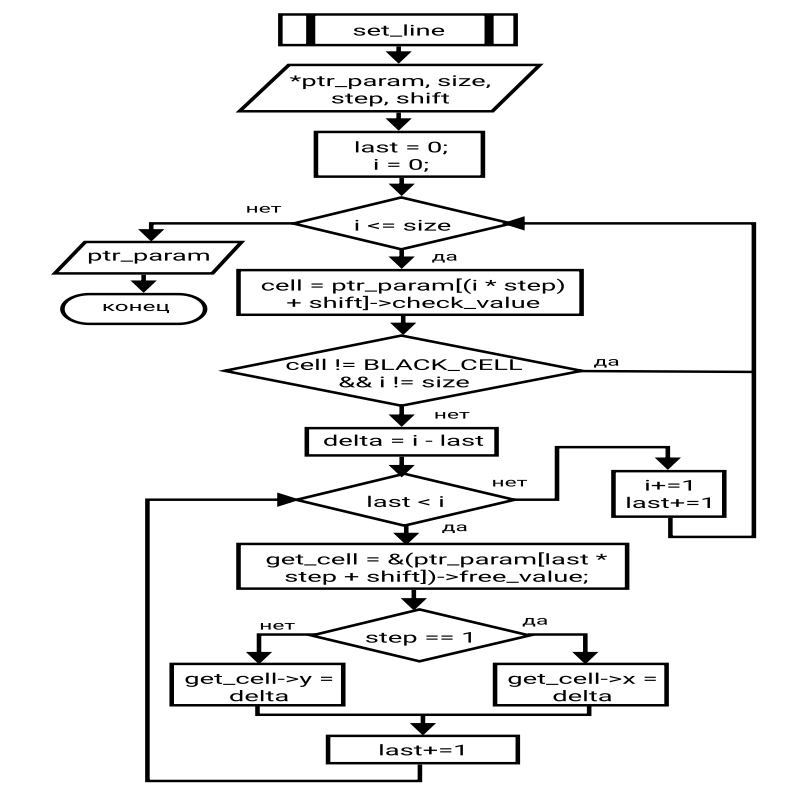 set_line
*ptr_param, size,
step, shift
last = 0;
i = 0;
нет
i <= size
ptr_param
да
конец
cell = ptr_param[(i * step)
+ shift]->check_value
cell != BLACK_CELL
&& i != size
да
нет
delta = i - last
нет
i+=1
last+=1
last < i
да
get_cell = &(ptr_param[last *
step + shift])->free_value;
нет
да
step == 1
get_cell->y =
delta
get_cell->x =
delta
last+=1